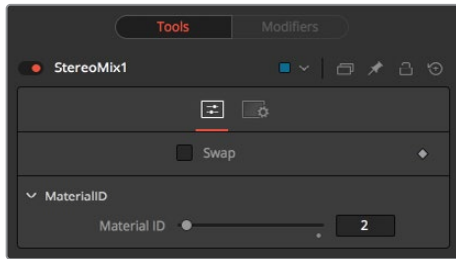 Tools Modifiers
StereoMix1
Swap
MaterialID
Material ID 2